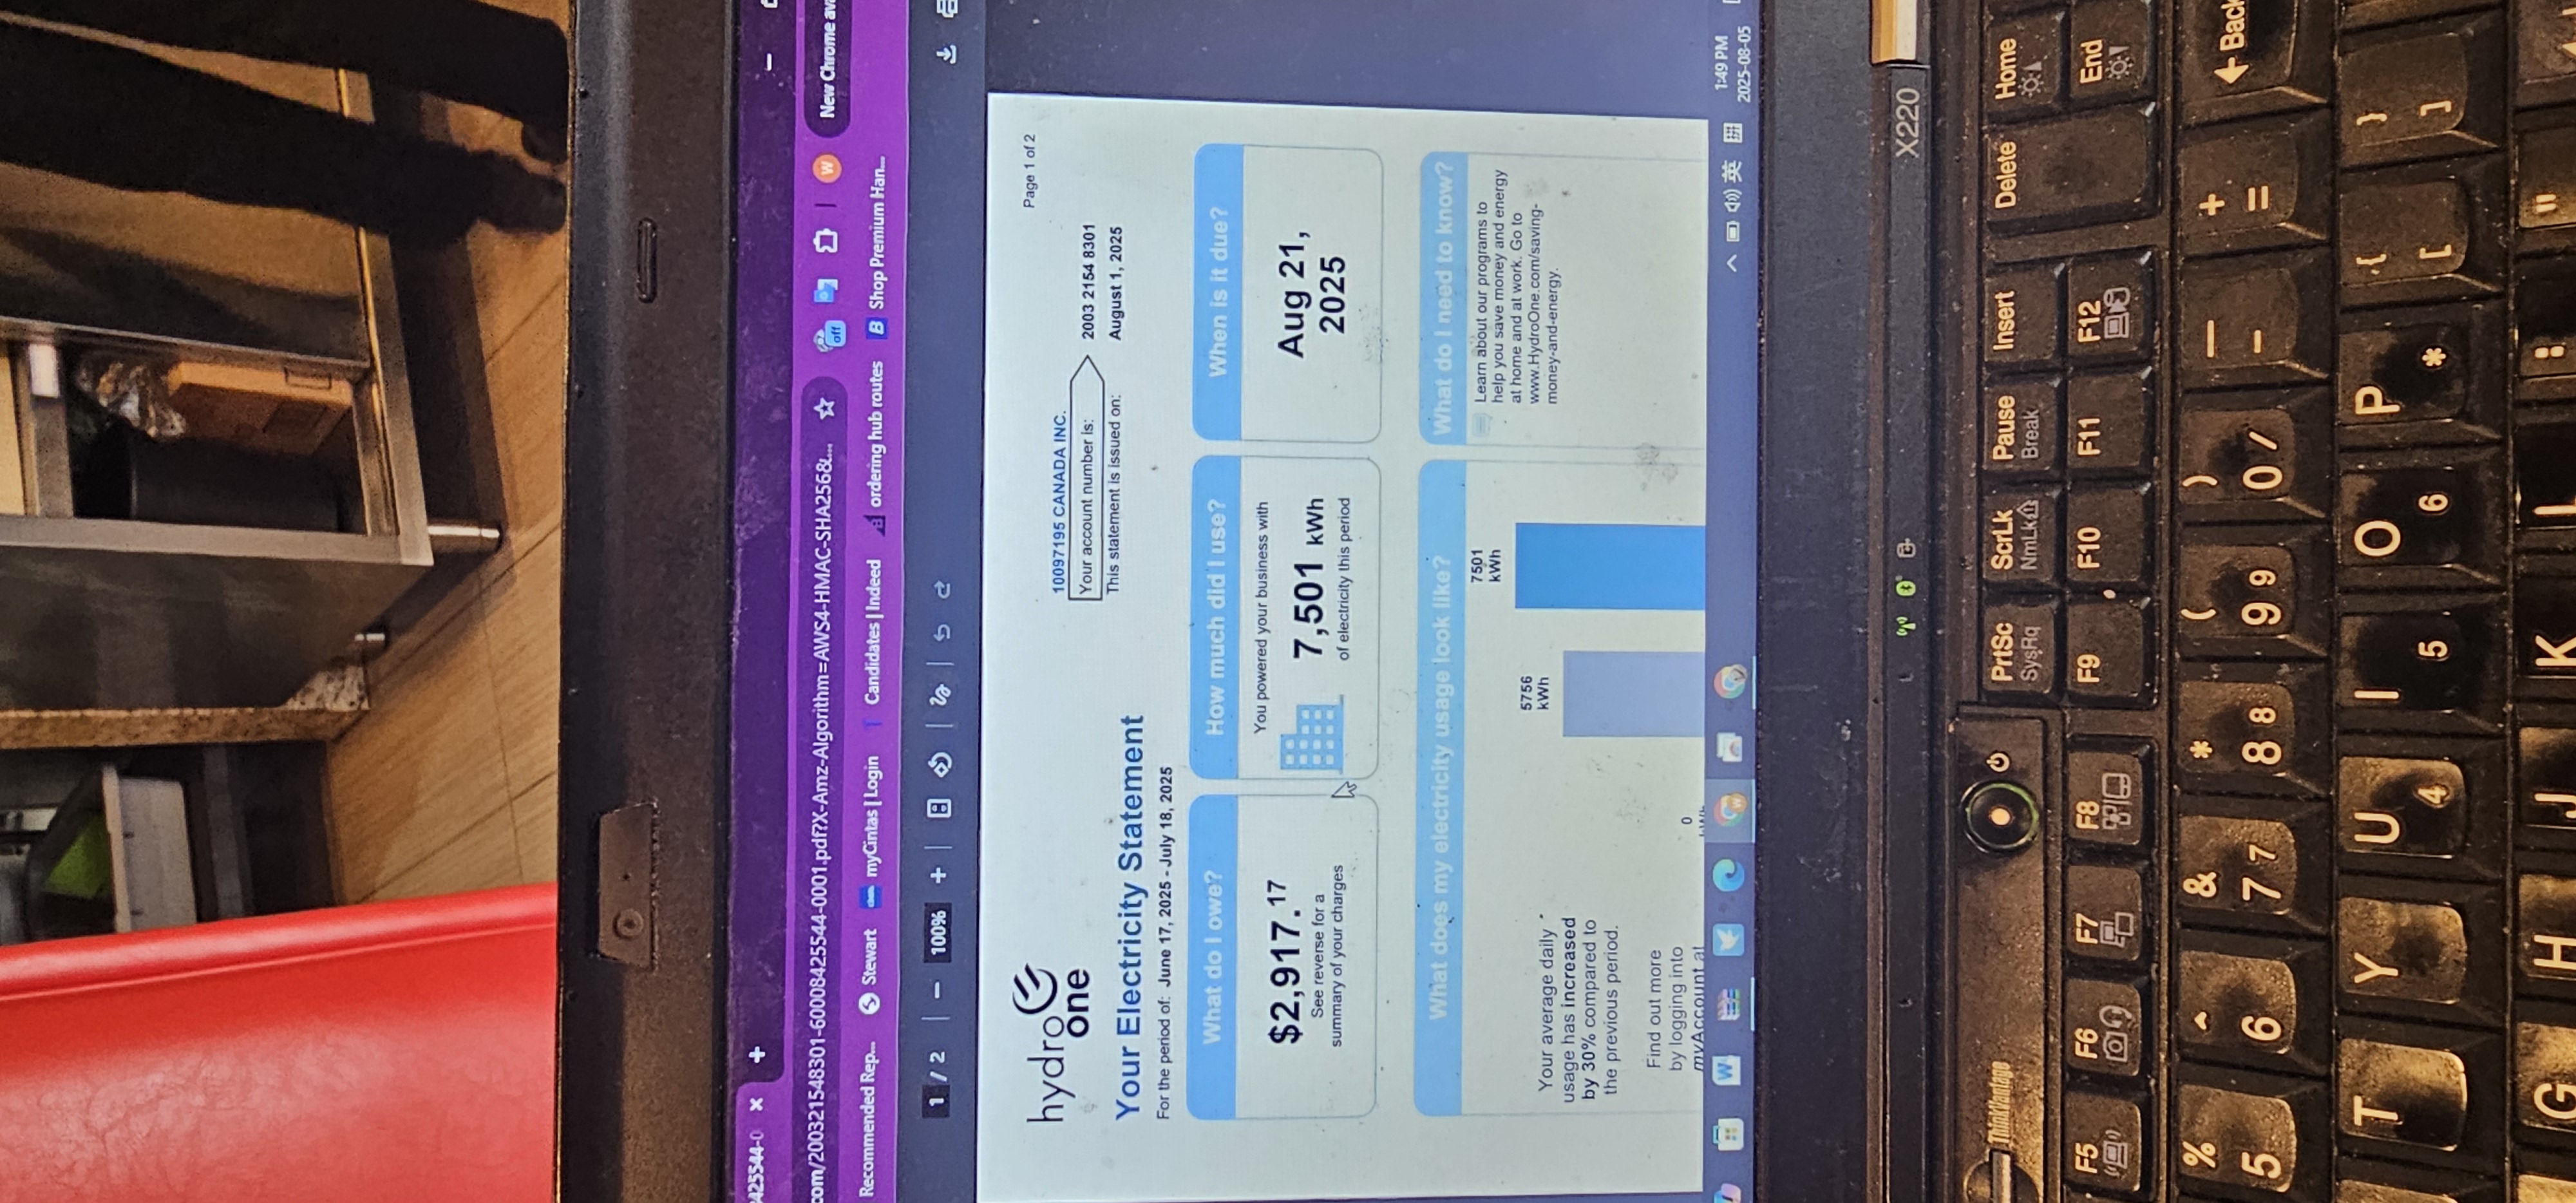 425544-0
com/200321548301-60008425544-0001.pdf?X-Amz-Algorithm=AWS4-HMAC-SHA256&...
off
W
New Chrome ava
Recommended Rep...
Stewart
myCintas | Login
Candidates | Indeed
ordering hub routes
B Shop Premium Han...
1 / 2
100%
hydro
one
Page 1 of 2
10097195 CANADA INC.
Your account number is: 2003 2154 8301
This statement is issued on: August 1, 2025
Your Electricity Statement
For the period of: June 17, 2025 - July 18, 2025
What do I owe?
$2,917.17
See reverse for a
summary of your charges
How much did I use?
You powered your business with
7,501 kWh
of electricity this period
When is it due?
Aug 21,
2025
What does my electricity usage look like?
Your average daily
usage has increased
by 30% compared to
the previous period.
Find out more
by logging into
myAccount at
0
kWh
5756
kWh
7501
kWh
What do I need to know?
Learn about our programs to
help you save money and energy
at home and at work. Go to
www.HydroOne.com/saving-
money-and-energy.
W
英
拼
1:49 PM
2025-08-05
X220
ThinkVantage
PrtSc
SysRq
ScrLk
NmLk
Pause
Break
Insert
Delete
Home
F5
F6
F7
F8
F9
F10
F11
F12
End
% 5
^ 6
& 7 7
* 8 8
( 9 9
) 0 /
— -
+ =
Back
T
Y
U 4
I 5
O 6
P *
{ [
} ]
G
H
J
K
L
:
"